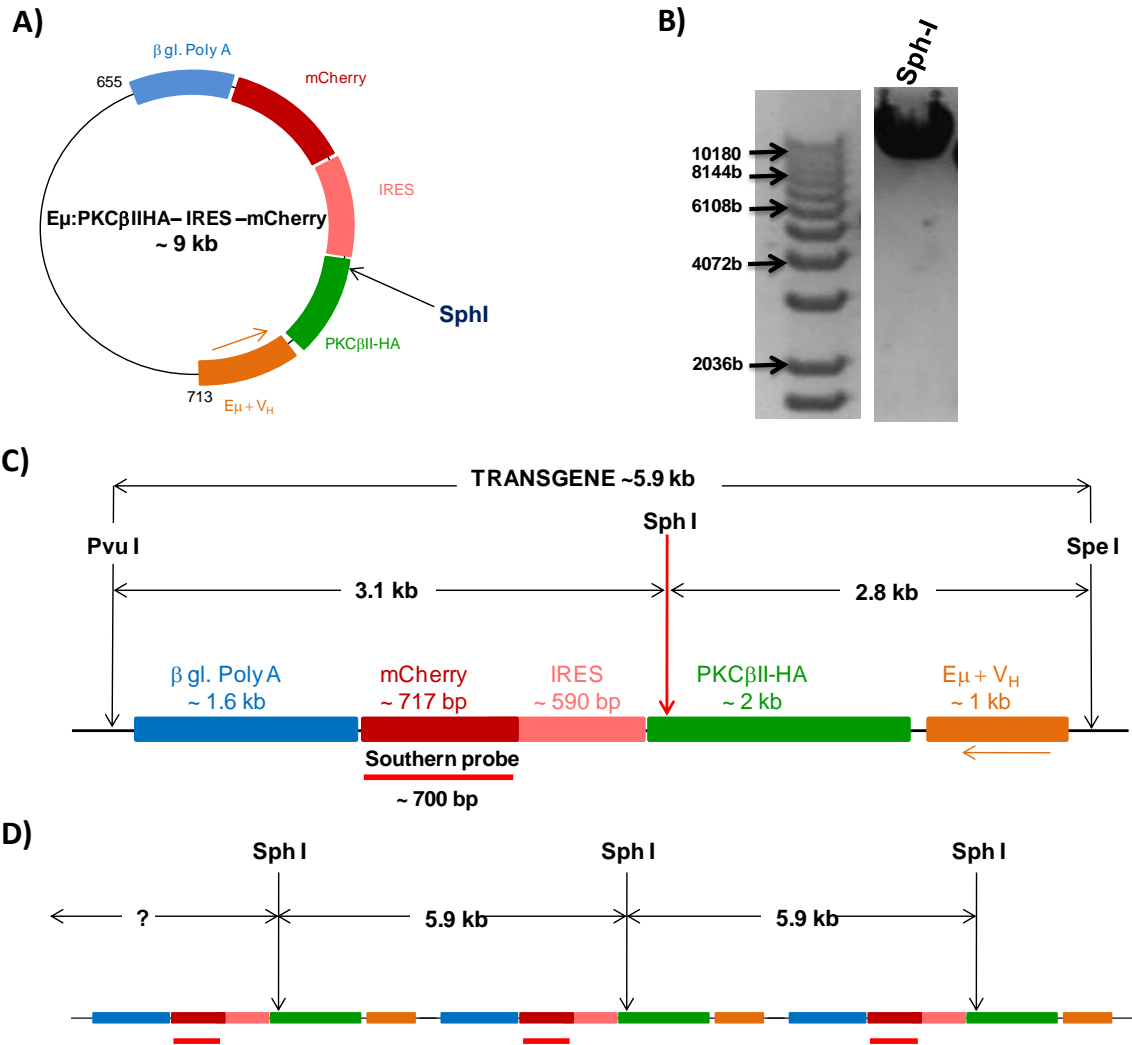 A)
β gl. Poly A
655
mCherry
IRES
Eµ:PKCβIIHA– IRES –mCherry
~ 9 kb
SphI
PKCβII-HA
713
Eµ + VH
B)
Sph-I
10180
8144b
6108b
4072b
2036b
C)
TRANSGENE ~5.9 kb
Sph I
Pvu I
Spe I
3.1 kb
2.8 kb
β gl. Poly A
~ 1.6 kb
mCherry
~ 717 bp
IRES
~ 590 bp
PKCβII-HA
~ 2 kb
Eµ + VH
~ 1 kb
Southern probe
~ 700 bp
D)
Sph I
Sph I
Sph I
?
5.9 kb
5.9 kb